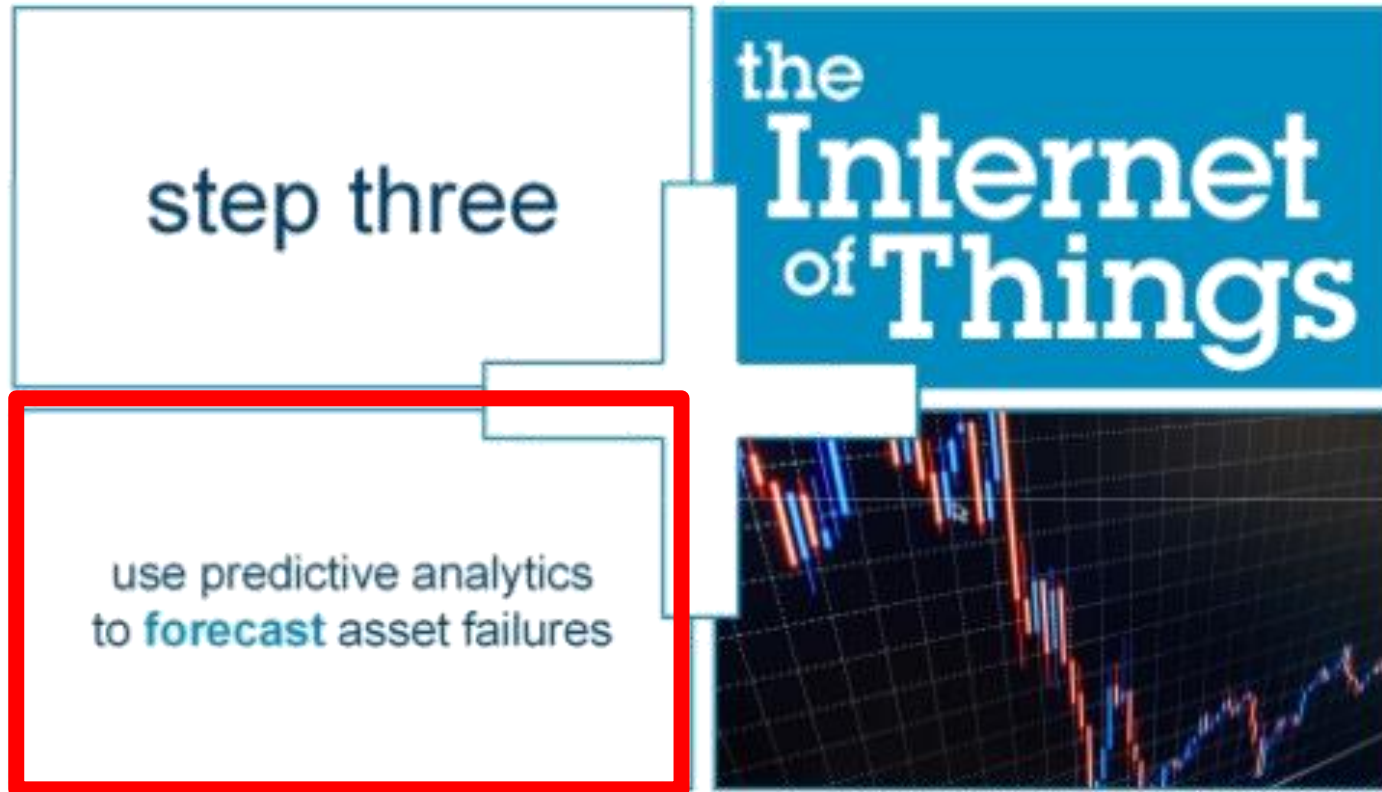 step three
the
Internet
of Things
use predictive analytics
to forecast asset failures